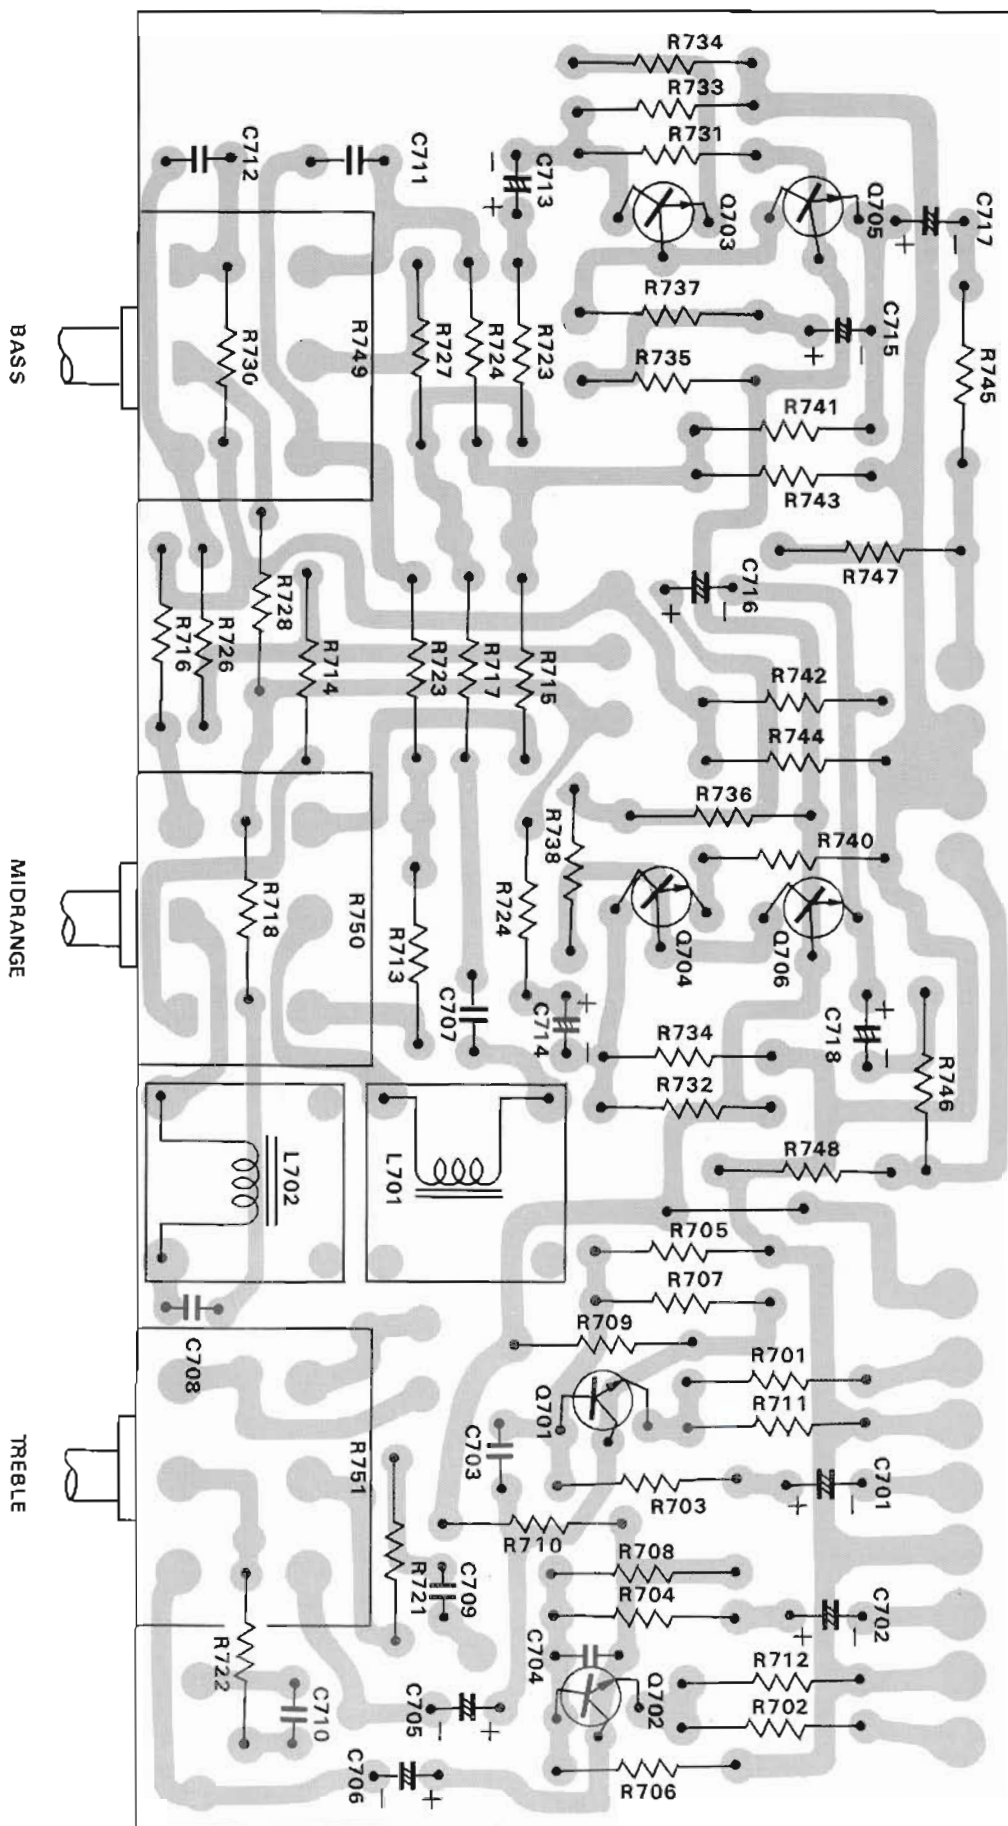 R734
R733
R731
C712
C711
C713
-
+
Q703
Q705
C717
+
-
R749
R730
R727
R724
R723
R737
R735
C715
+
-
R745
BASS
R741
R743
R747
C716
+
-
R716
R726
R728
R714
R723
R717
R715
R742
R744
R736
R740
R738
R724
R718
R750
R713
C707
C714
+
-
Q704
Q706
C718
+
-
MIDRANGE
R734
R732
R746
R748
L702
L701
R705
R707
R709
C708
R701
R711
Q701
C703
R751
R703
C701
+
-
TREBLE
R710
R708
R704
R721
C709
C702
+
-
C704
R722
C710
C705
-
+
Q702
R712
R702
R706
C706
-
+